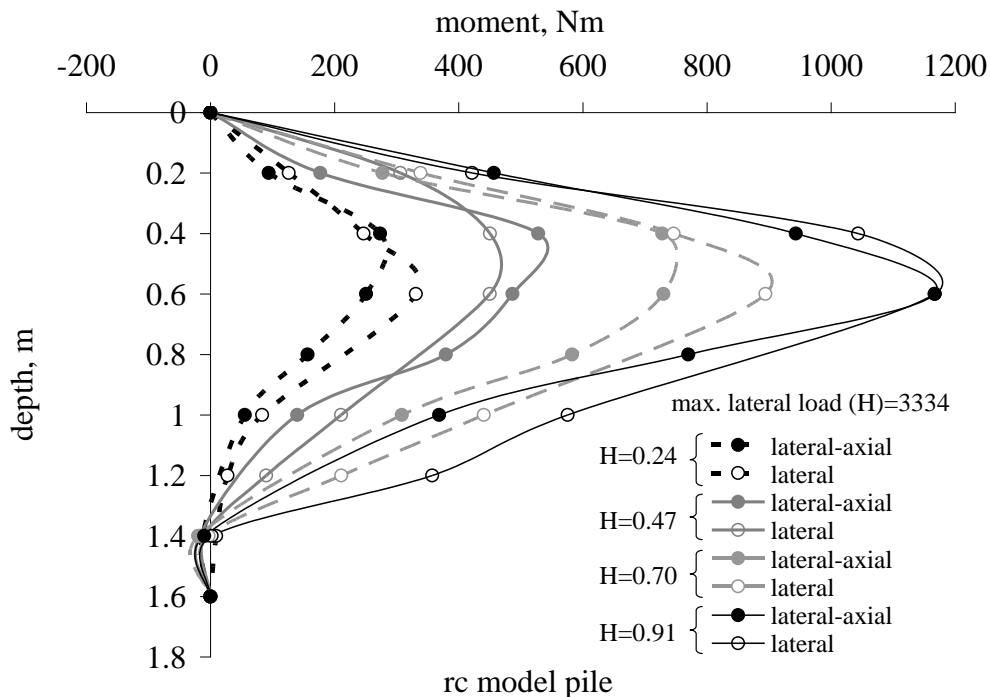 moment, Nm
-200 0 200 400 600 800 1000 1200
0
0.2
0.4
0.6
0.8
1
1.2
1.4
1.6
1.8
depth, m
max. lateral load (H)=3334
H=0.24
lateral-axial
lateral
H=0.47
lateral-axial
lateral
H=0.70
lateral-axial
lateral
H=0.91
lateral-axial
lateral
rc model pile